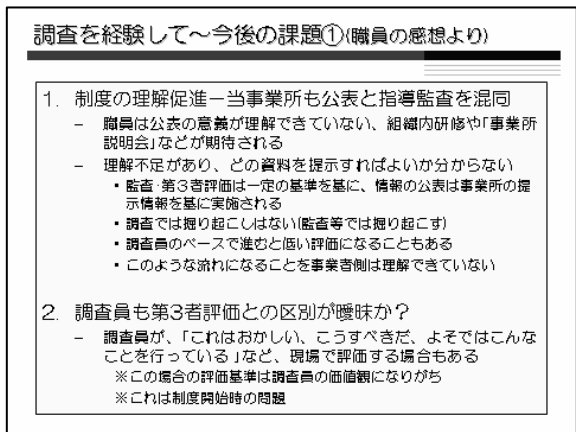 調査を経験して～今後の課題①(職員の感想より)
1. 制度の理解促進－当事業所も公表と指導監査を混同
－ 職員は公表の意義が理解できていない、組織内研修や「事業所
説明会」などが期待される
－ 理解不足があり、どの資料を提示すればよいか分からない
・監査・第3者評価は一定の基準を基に、情報の公表は事業所の提
示情報を基に実施される
・調査では掘り起こしはない(監査等では掘り起こす)
・調査員のペースで進むと低い評価になることもある
・このような流れになることを事業者側は理解できていない
2. 調査員も第3者評価との区別が曖昧か？
－ 調査員が、「これはおかしい、こうすべきだ、よそではこんな
ことを行っている」など、現場で評価する場合もある
※この場合の評価基準は調査員の価値観になりがち
※これは制度開始時の問題